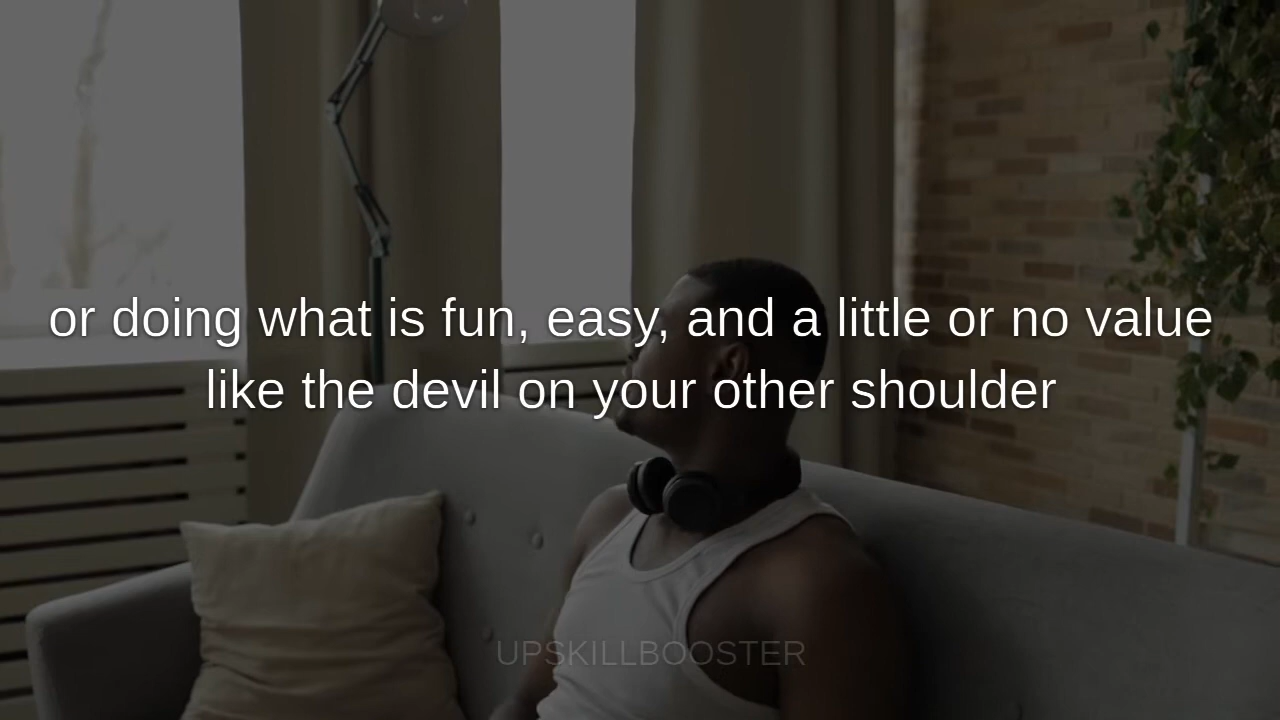 or doing what is fun, easy, and a little or no value
like the devil on your other shoulder
UPSKILLBOOSTER